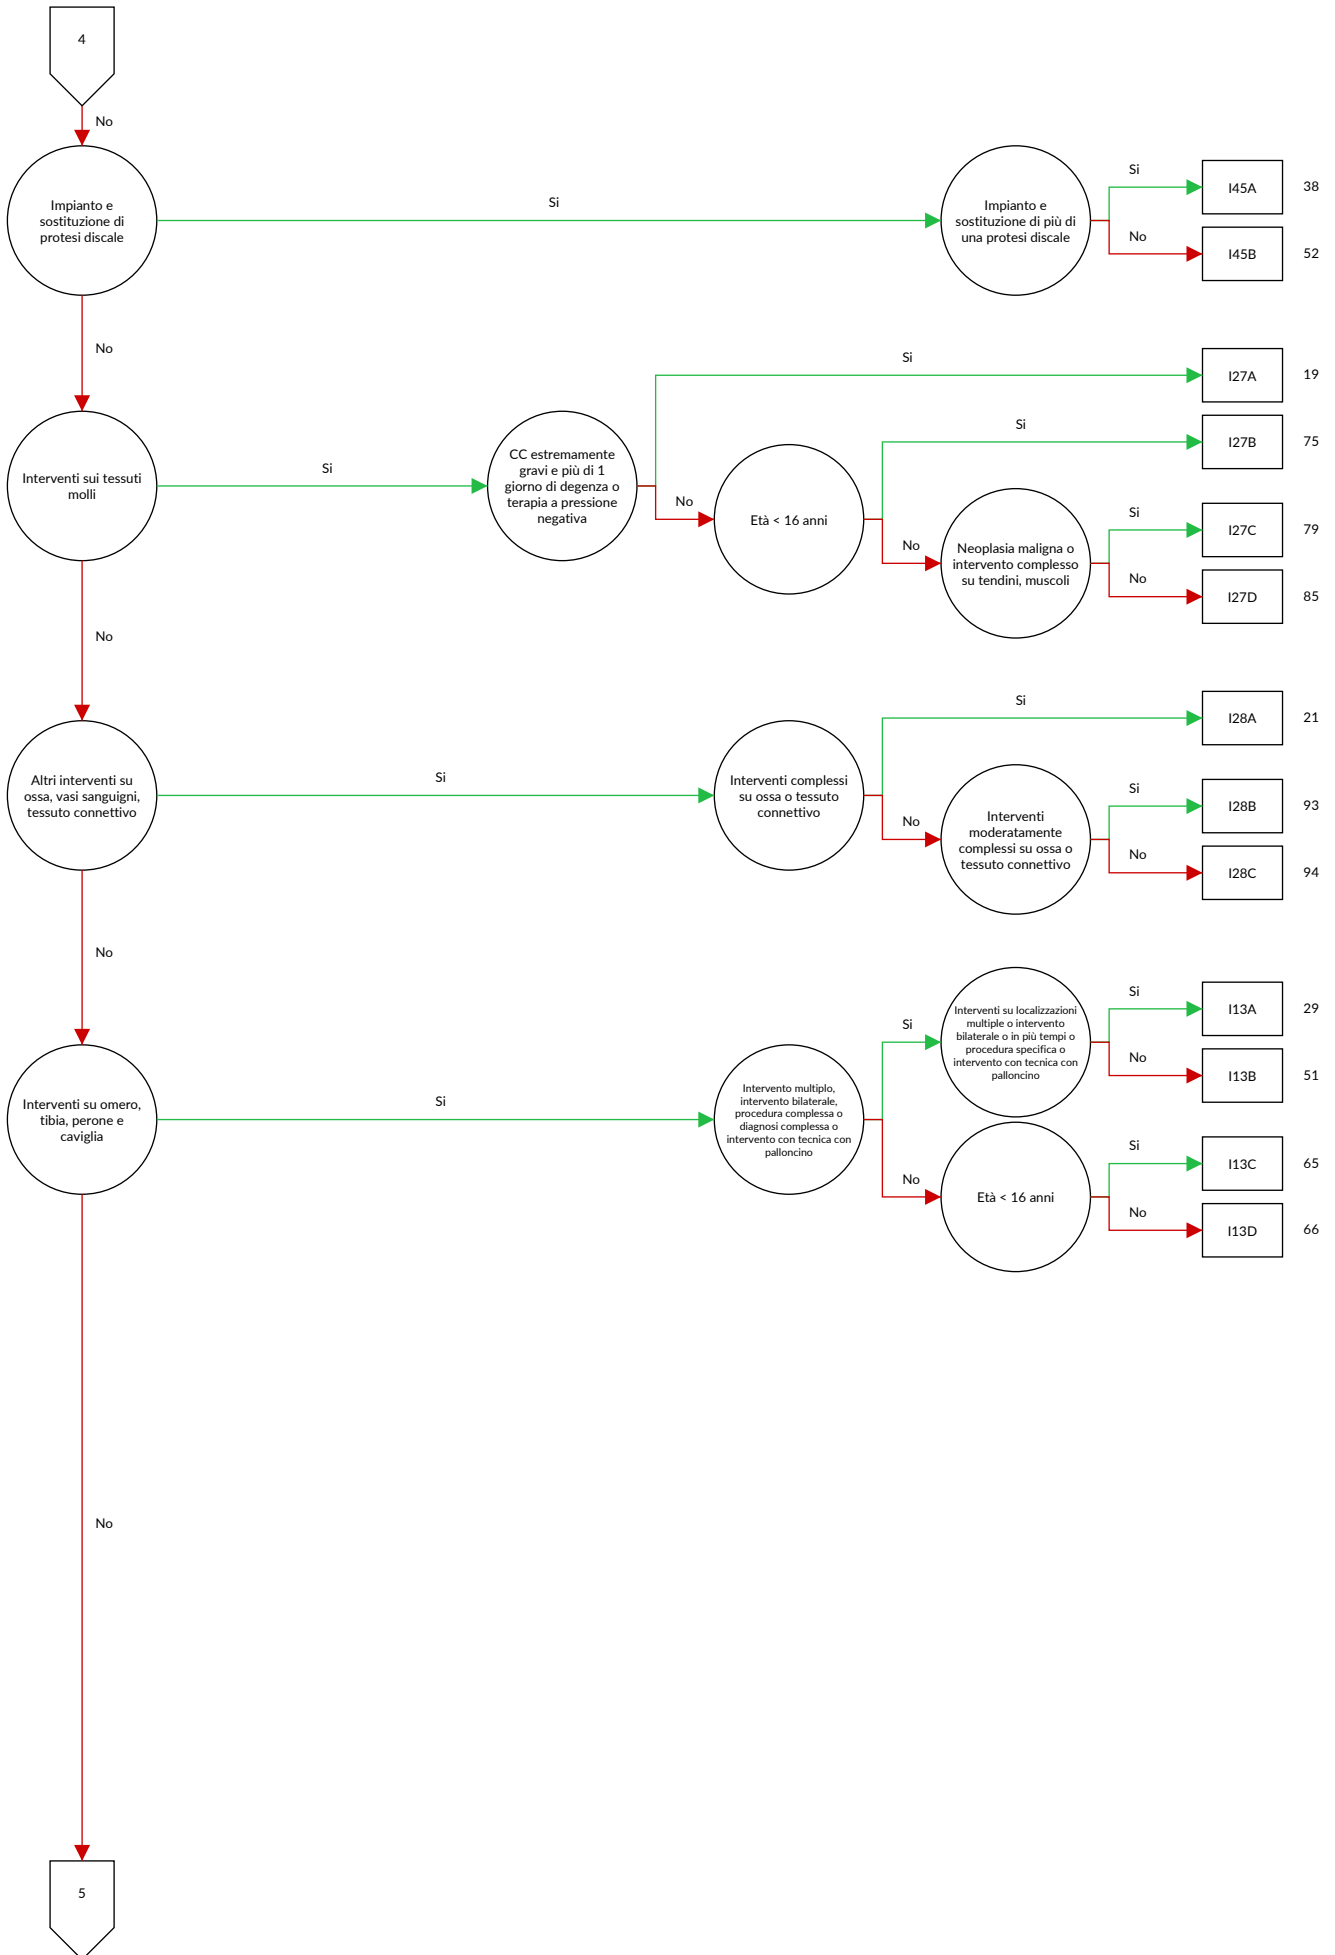 4
No
Impianto e
sostituzione di
protesi discale
Si
Impianto e
sostituzione di più di
una protesi discale
Si
I45A
38
No
I45B
52
No
Interventi sui tessuti
molli
Si
CC estremamente
gravi e più di 1
giorno di degenza o
terapia a pressione
negativa
Si
I27A
19
No
Età < 16 anni
Si
I27B
75
No
Neoplasia maligna o
intervento complesso
su tendini, muscoli
Si
I27C
79
No
I27D
85
No
Altri interventi su
ossa, vasi sanguigni,
tessuto connettivo
Si
Interventi complessi
su ossa o tessuto
connettivo
Si
I28A
21
No
Interventi
moderatamente
complessi su ossa o
tessuto connettivo
Si
I28B
93
No
I28C
94
No
Interventi su omero,
tibia, perone e
caviglia
Si
Intervento multiplo,
intervento bilaterale,
procedura complessa o
diagnosi complessa o
intervento con tecnica con
palloncino
Si
Interventi su localizzazioni
multiple o intervento
bilaterale o in più tempi o
procedura specifica o
intervento con tecnica con
palloncino
Si
I13A
29
No
I13B
51
No
Età < 16 anni
Si
I13C
65
No
I13D
66
No
5